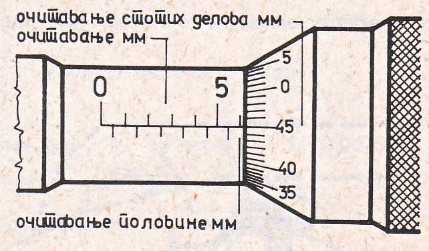 очитавање стотих делова мм
очитавање мм
0 5
5
0
45
40
35
очитавање половине мм